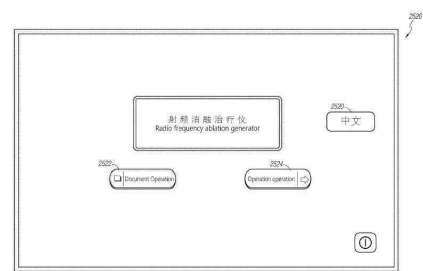 2526
射频消融治疗仪
Radio frequency ablation generator
2520
中文
2522
2524
Document Operation
Operation operation